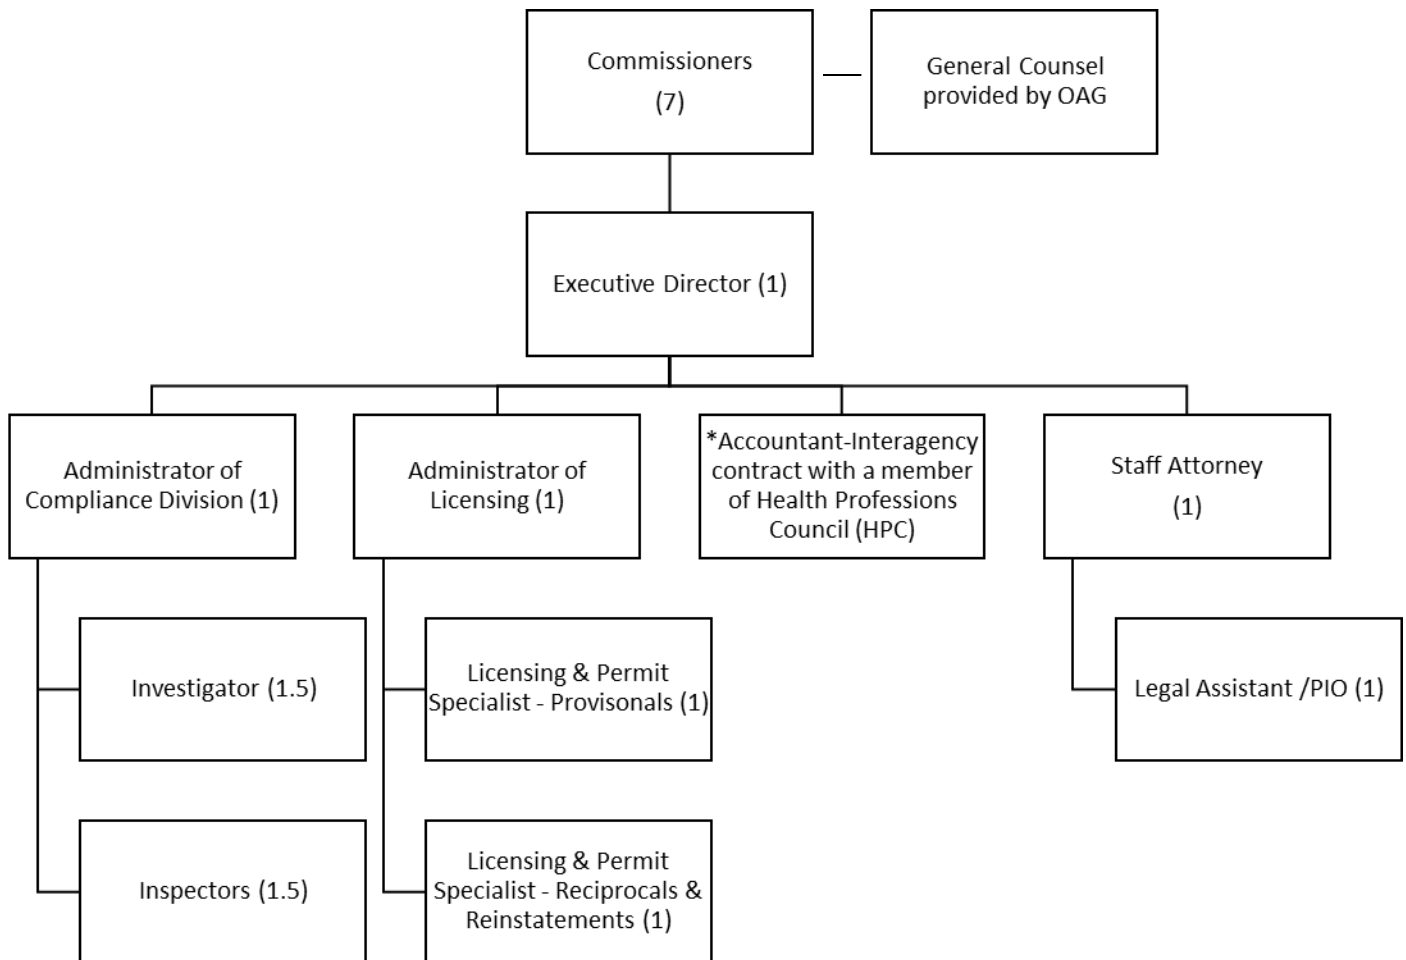 Commissioners
(7)
General Counsel
provided by OAG
Executive Director (1)
Administrator of
Compliance Division (1)
Administrator of
Licensing (1)
*Accountant-Interagency
contract with a member
of Health Professions
Council (HPC)
Staff Attorney
(1)
Investigator (1.5)
Licensing & Permit
Specialist - Provisonals (1)
Legal Assistant /PIO (1)
Inspectors (1.5)
Licensing & Permit
Specialist - Reciprocals &
Reinstatements (1)